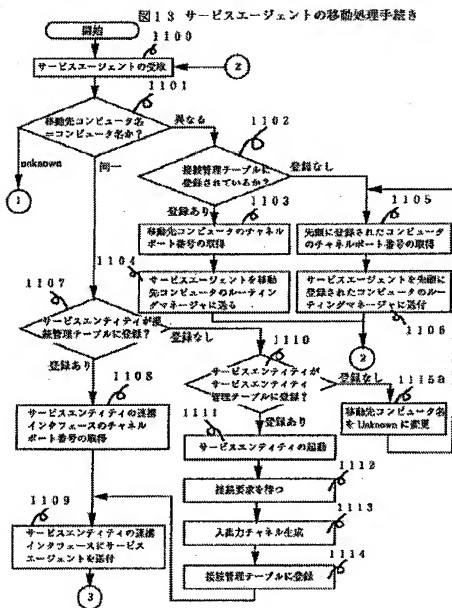 図13 サービスエージェントの移動処理手続き
開始
1100
サービスエージェントの受取
2
1101
移動先コンピュータ名
=コンピュータ名か?
異なる
unknown
同一
1
1102
接続管理テーブルに
登録されているか?
登録なし
登録あり
1103
移動先コンピュータのチャネル
ポート番号の取得
1104
サービスエージェントを移動
先コンピュータのルーティン
グマネージャに送る
1105
先頭に登録されたコンピュータ
のチャネルポート番号の取得
サービスエージェントを先頭に
登録されたコンピュータのルー
ティングマネージャに送付
1106
2
1107
サービスエンティティが連
接管理テーブルに登録?
登録なし
登録あり
1108
サービスエンティティの連携
インタフェースのチャネル
ポート番号の取得
1109
サービスエンティティの連携
インタフェースにサービス
エージェントを送付
3
1110
サービスエンティティが
サービスエンティティ
管理テーブルに登録?
登録なし
登録あり
1115a
移動先コンピュータ名
をUnknownに変更
1111
サービスエンティティの起動
1112
接続要求を待つ
1113
入出力チャネル生成
1114
接続管理テーブルに登録